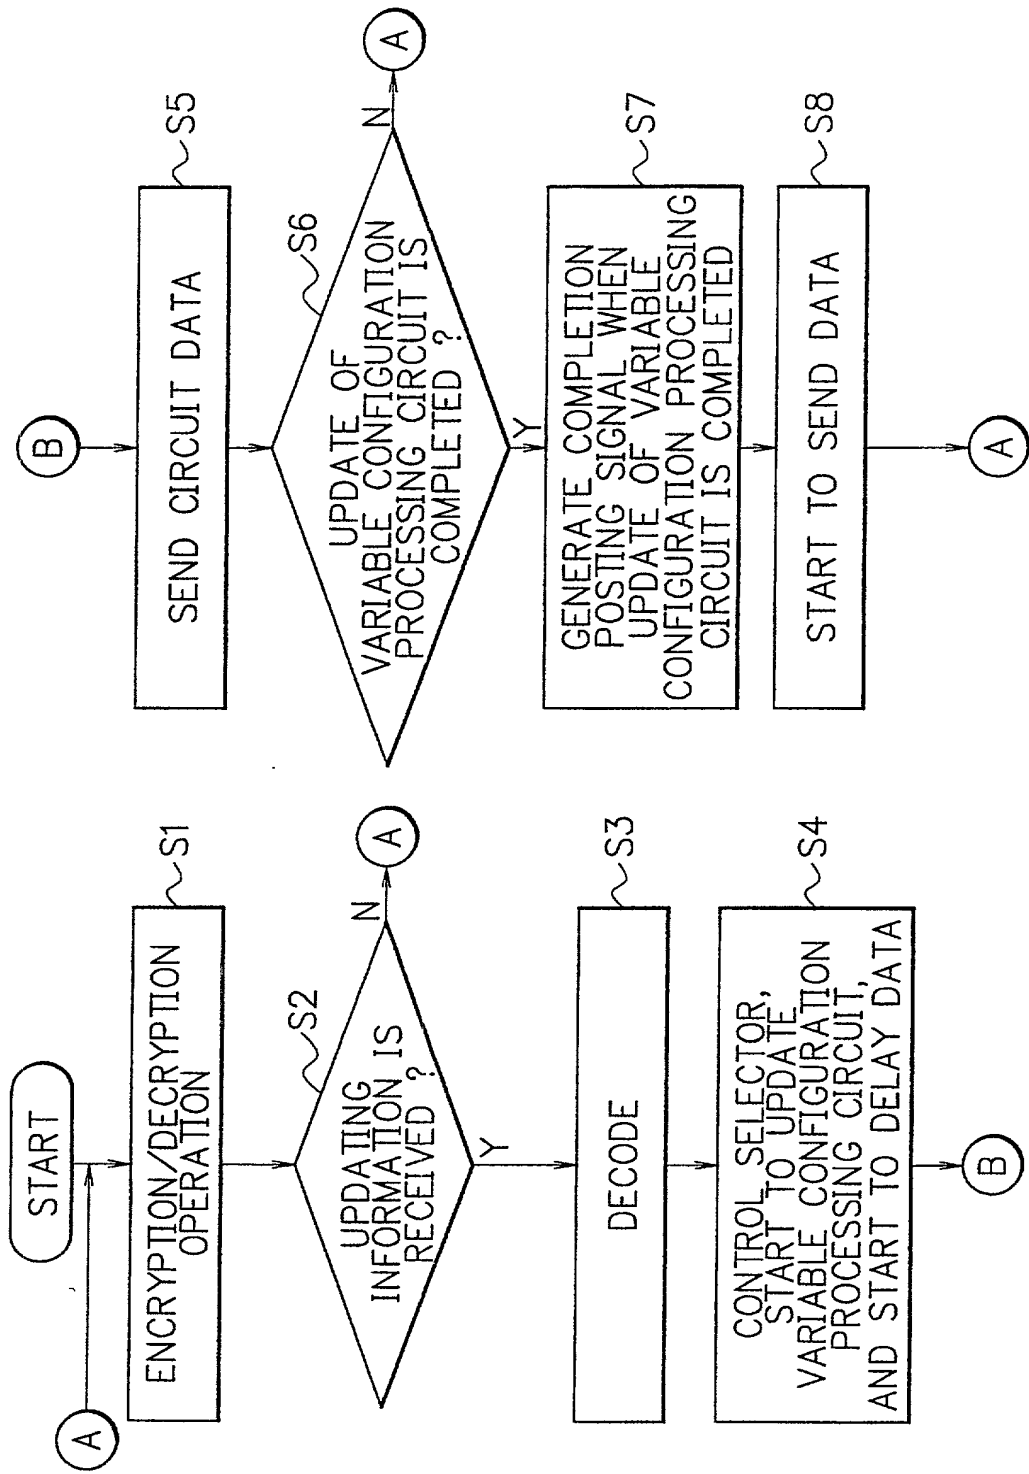 START
A
ENCRYPTION/DECRYPTION
OPERATION
S1
UPDATING
INFORMATION IS
RECEIVED ?
S2
N
A
Y
DECODE
S3
CONTROL SELECTOR,
START TO UPDATE
VARIABLE CONFIGURATION
PROCESSING CIRCUIT,
AND START TO DELAY DATA
S4
B
B
SEND CIRCUIT DATA
S5
UPDATE OF
VARIABLE CONFIGURATION
PROCESSING CIRCUIT IS
COMPLETED ?
S6
N
A
Y
GENERATE COMPLETION
POSTING SIGNAL WHEN
UPDATE OF VARIABLE
CONFIGURATION PROCESSING
CIRCUIT IS COMPLETED
S7
START TO SEND DATA
S8
A